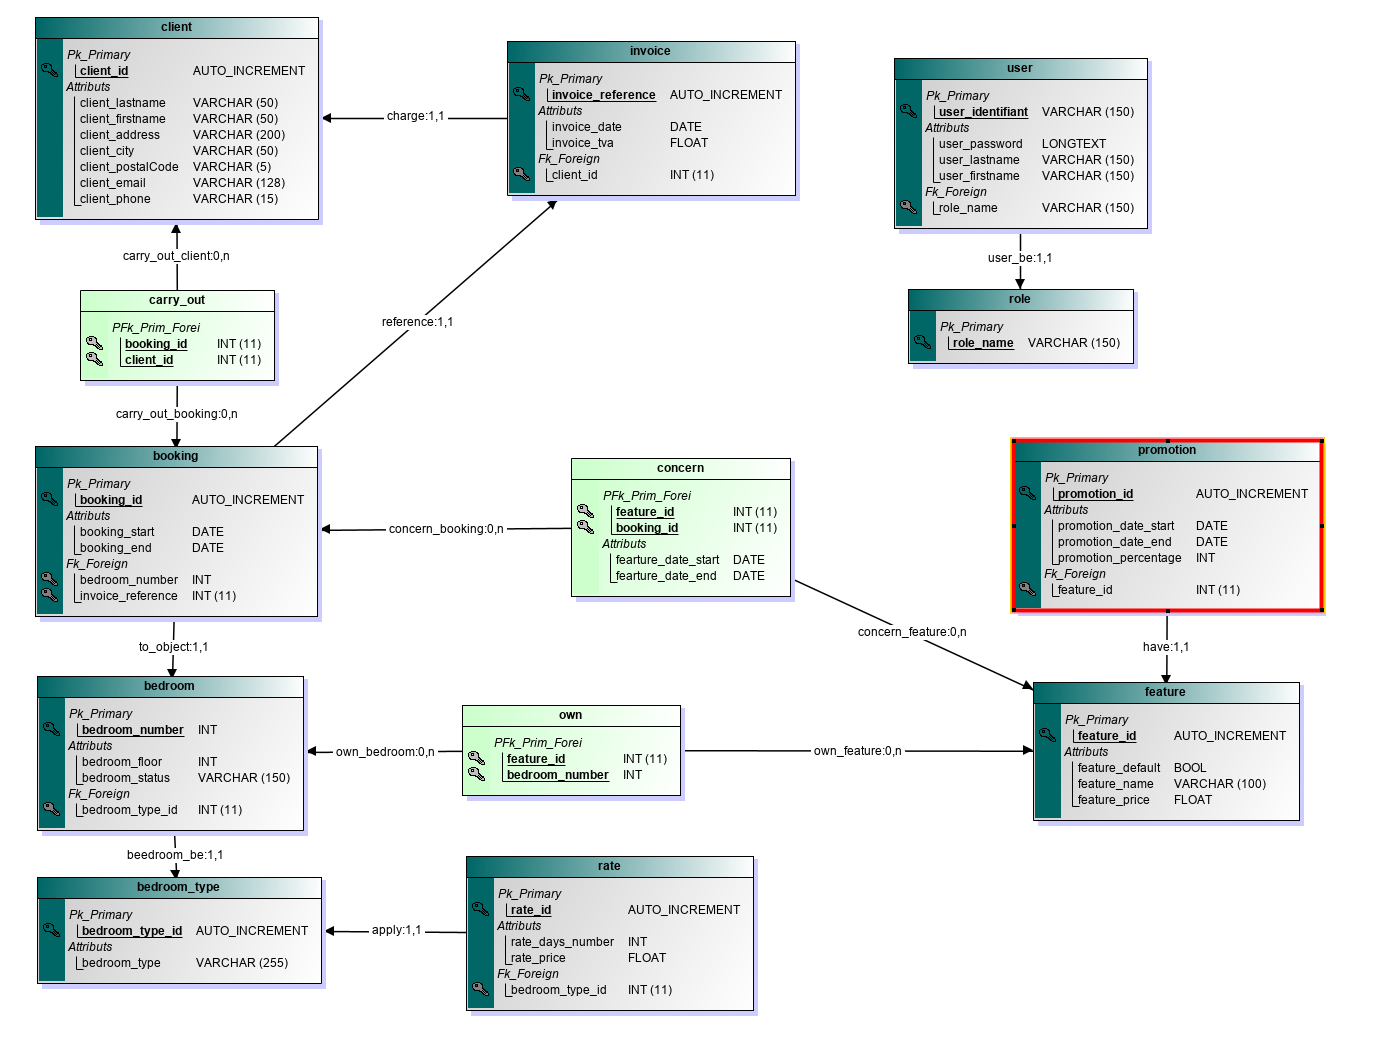 client
Pk_Primary
client_id AUTO_INCREMENT
Attributs
client_lastname VARCHAR (50)
client_firstname VARCHAR (50)
client_address VARCHAR (200)
client_city VARCHAR (50)
client_postalCode VARCHAR (5)
client_email VARCHAR (128)
client_phone VARCHAR (15)
charge:1,1
invoice
Pk_Primary
invoice_reference AUTO_INCREMENT
Attributs
invoice_date DATE
invoice_tva FLOAT
Fk_Foreign
client_id INT (11)
user
Pk_Primary
user_identifiant VARCHAR (150)
Attributs
user_password LONGTEXT
user_lastname VARCHAR (150)
user_firstname VARCHAR (150)
Fk_Foreign
role_name VARCHAR (150)
user_be:1,1
role
Pk_Primary
role_name VARCHAR (150)
carry_out_client:0,n
carry_out
PFk_Prim_Forei
booking_id INT (11)
client_id INT (11)
reference:1,1
carry_out_booking:0,n
booking
Pk_Primary
booking_id AUTO_INCREMENT
Attributs
booking_start DATE
booking_end DATE
Fk_Foreign
bedroom_number INT
invoice_reference INT (11)
concern_booking:0,n
concern
PFk_Prim_Forei
feature_id INT (11)
booking_id INT (11)
Attributs
fearture_date_start DATE
fearture_date_end DATE
concern_feature:0,n
promotion
Pk_Primary
promotion_id AUTO_INCREMENT
Attributs
promotion_date_start DATE
promotion_date_end DATE
promotion_percentage INT
Fk_Foreign
feature_id INT (11)
have:1,1
to_object:1,1
bedroom
Pk_Primary
bedroom_number INT
Attributs
bedroom_floor INT
bedroom_status VARCHAR (150)
Fk_Foreign
bedroom_type_id INT (11)
own_bedroom:0,n
own
PFk_Prim_Forei
feature_id INT (11)
bedroom_number INT
own_feature:0,n
feature
Pk_Primary
feature_id AUTO_INCREMENT
Attributs
feature_default BOOL
feature_name VARCHAR (100)
feature_price FLOAT
beedroom_be:1,1
bedroom_type
Pk_Primary
bedroom_type_id AUTO_INCREMENT
Attributs
bedroom_type VARCHAR (255)
apply:1,1
rate
Pk_Primary
rate_id AUTO_INCREMENT
Attributs
rate_days_number INT
rate_price FLOAT
Fk_Foreign
bedroom_type_id INT (11)